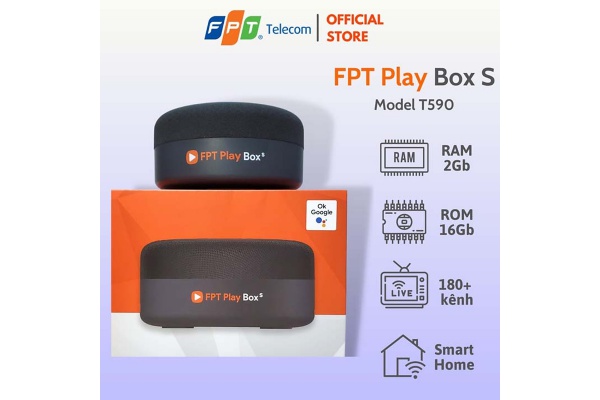 FPT Telecom
OFFICIAL
STORE
FPT Play Box S
Model T590
RAM
RAM
2Gb
FPT Play Box S
Ok
Google
ROM
16Gb
FPT Play Box S
LIVE
180+
kênh
Smart
Home